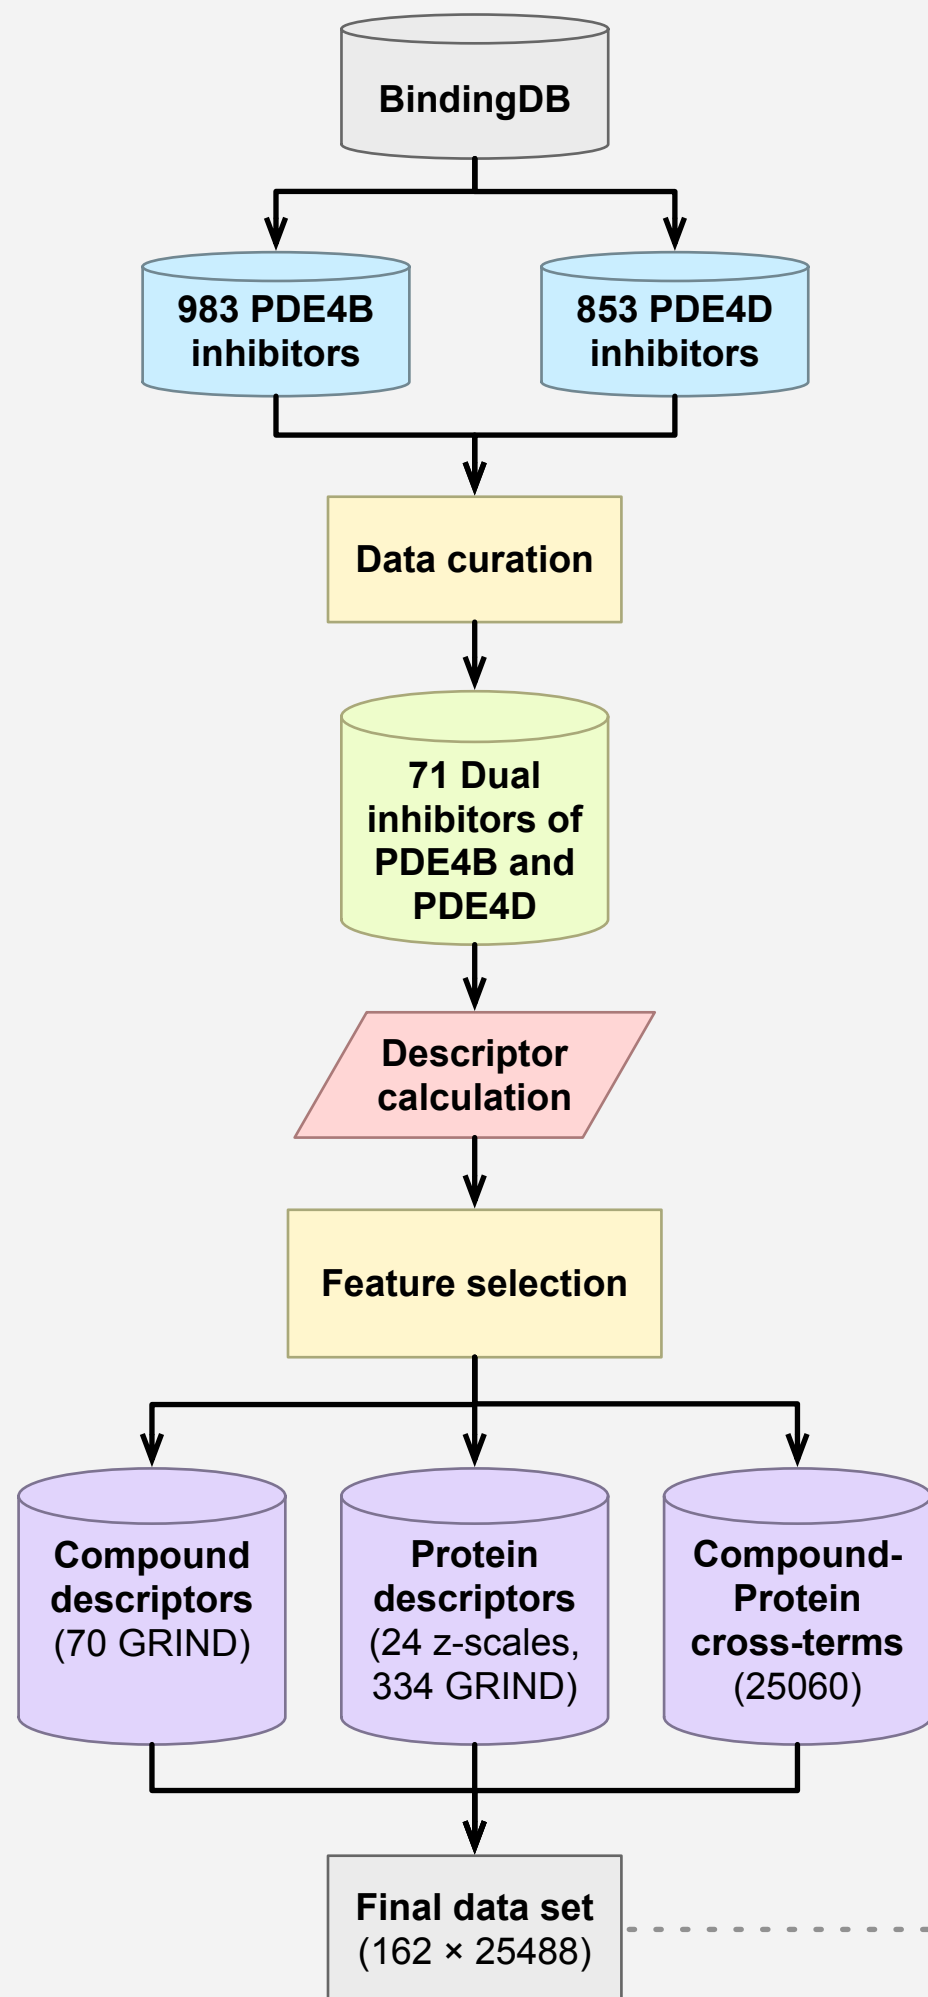 BindingDB
983 PDE4B
inhibitors
853 PDE4D
inhibitors
Data curation
71 Dual
inhibitors of
PDE4B and
PDE4D
Descriptor
calculation
Feature selection
Compound
descriptors
(70 GRIND)
Protein
descriptors
(24 z-scales,
334 GRIND)
Compound-
Protein
cross-terms
(25060)
Final data set
(162 × 25488)